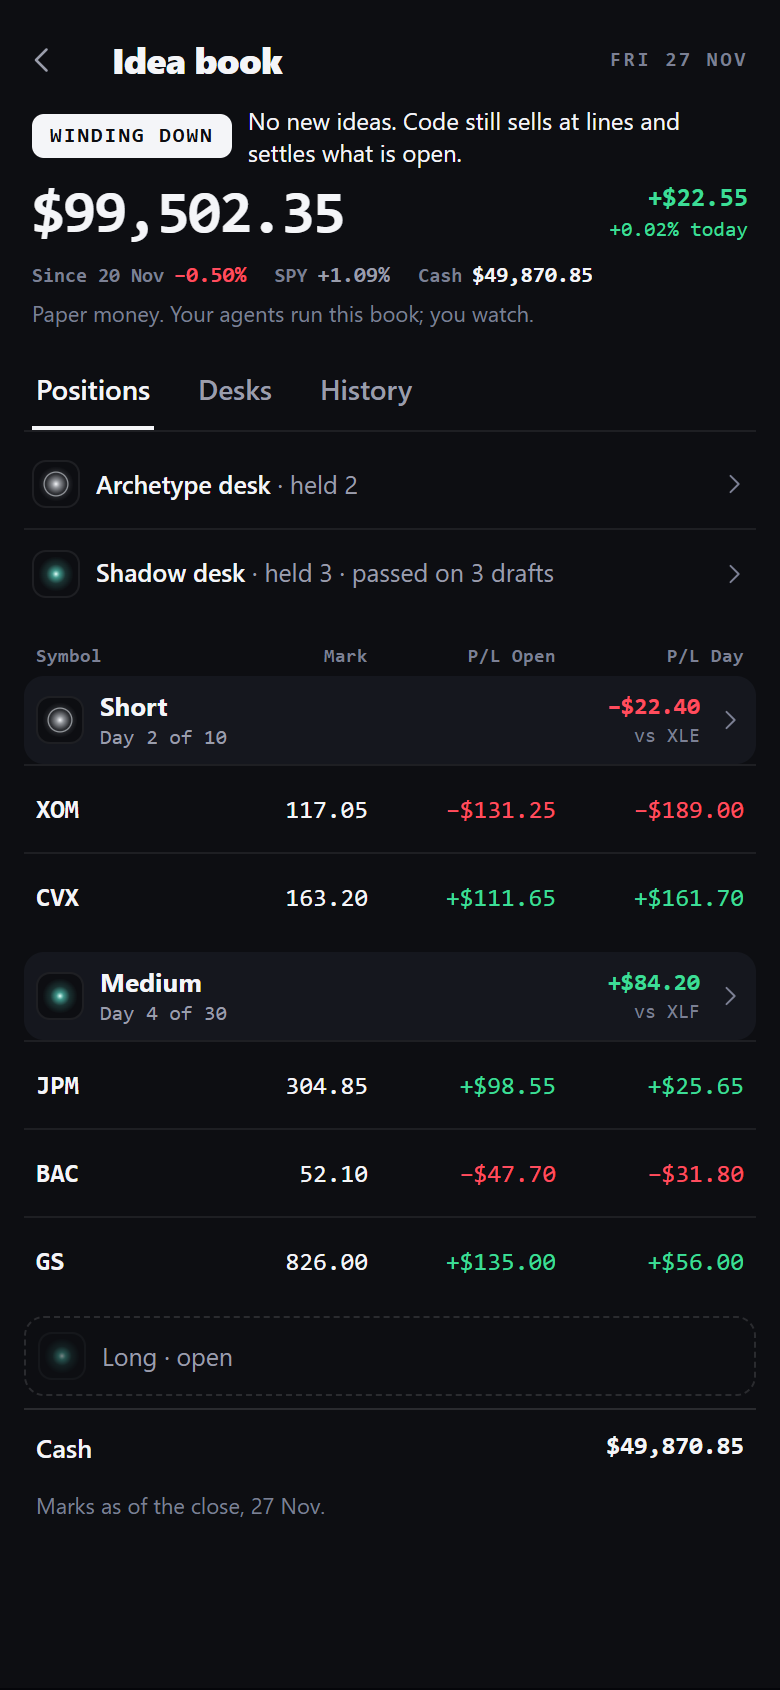 Idea book
FRI 27 NOV
WINDING DOWN
No new ideas. Code still sells at lines and
settles what is open.
$99,502.35
+$22.55
+0.02% today
Since 20 Nov −0.50% SPY +1.09% Cash $49,870.85
Paper money. Your agents run this book; you watch.
Positions Desks History
Archetype desk · held 2
Shadow desk · held 3 · passed on 3 drafts
Symbol Mark P/L Open P/L Day
Short −$22.40
Day 2 of 10 vs XLE
XOM 117.05 −$131.25 −$189.00
CVX 163.20 +$111.65 +$161.70
Medium +$84.20
Day 4 of 30 vs XLF
JPM 304.85 +$98.55 +$25.65
BAC 52.10 −$47.70 −$31.80
GS 826.00 +$135.00 +$56.00
Long · open
Cash $49,870.85
Marks as of the close, 27 Nov.